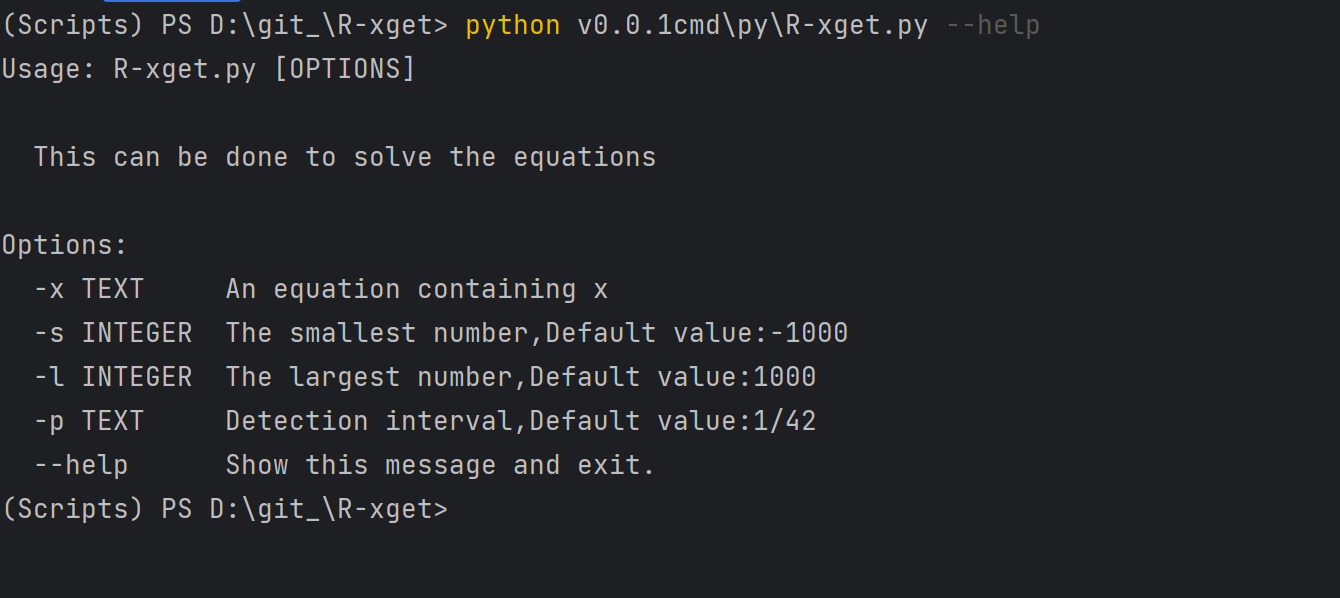 (Scripts) PS D:\git_\R-xget> python v0.0.1cmd\py\R-xget.py --help
Usage: R-xget.py [OPTIONS]
This can be done to solve the equations
Options:
-x TEXT     An equation containing x
-s INTEGER  The smallest number,Default value:-1000
-l INTEGER  The largest number,Default value:1000
-p TEXT     Detection interval,Default value:1/42
--help      Show this message and exit.
(Scripts) PS D:\git_\R-xget>